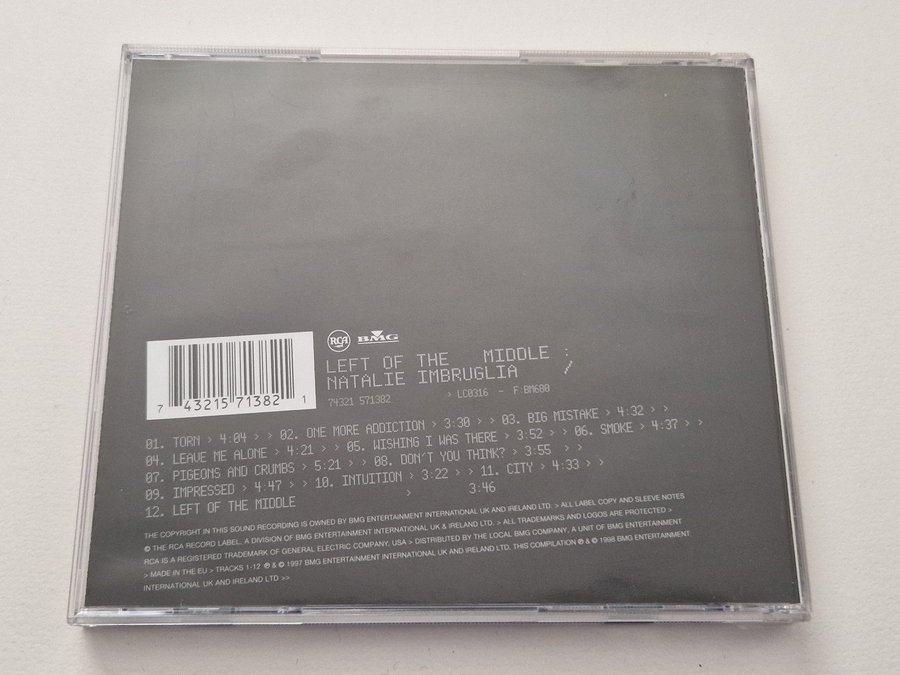 RCA BMG
LEFT OF THE MIDDLE :
NATALIE IMBRUGLIA
74321 571382 > LC0316 - F:BM680
7 43215 71382 1
01. TORN > 4:04 > > 02. ONE MORE ADDICTION > 3:30 > > 03. BIG MISTAKE > 4:32 > >
04. LEAVE ME ALONE > 4:21 > > 05. WISHING I WAS THERE > 3:52 > > 06. SMOKE > 4:37 > >
07. PIGEONS AND CRUMBS > 5:21 > > 08. DON'T YOU THINK? > 3:55 > >
09. IMPRESSED > 4:47 > > 10. INTUITION > 3:22 > > 11. CITY > 4:33 > >
12. LEFT OF THE MIDDLE > 3:46
THE COPYRIGHT IN THIS SOUND RECORDING IS OWNED BY BMG ENTERTAINMENT INTERNATIONAL UK AND IRELAND LTD. > ALL LABEL COPY AND SLEEVE NOTES
© THE RCA RECORD LABEL. A DIVISION OF BMG ENTERTAINMENT INTERNATIONAL UK & IRELAND LTD. > ALL TRADEMARKS AND LOGOS ARE PROTECTED >
RCA IS A REGISTERED TRADEMARK OF GENERAL ELECTRIC COMPANY, USA > DISTRIBUTED BY THE LOCAL BMG COMPANY. A UNIT OF BMG ENTERTAINMENT
> MADE IN THE EU > TRACKS 1-12 ℗ & © 1997 BMG ENTERTAINMENT INTERNATIONAL UK AND IRELAND LTD. THIS COMPILATION ℗ & © 1998 BMG ENTERTAINMENT
INTERNATIONAL UK AND IRELAND LTD >>